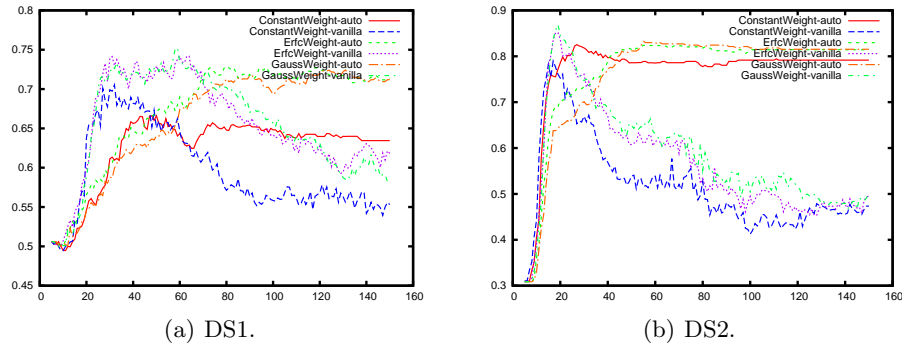 ConstantWeight-auto
ConstantWeight-vanilla
ErfcWeight-auto
ErfcWeight-vanilla
GaussWeight-auto
GaussWeight-vanilla
0.8
0.75
0.7
0.65
0.6
0.55
0.5
0.45
0 20 40 60 80 100 120 140 160
(a) DS1.
ConstantWeight-auto
ConstantWeight-vanilla
ErfcWeight-auto
ErfcWeight-vanilla
GaussWeight-auto
GaussWeight-vanilla
0.9
0.8
0.7
0.6
0.5
0.4
0.3
0 20 40 60 80 100 120 140 160
(b) DS2.